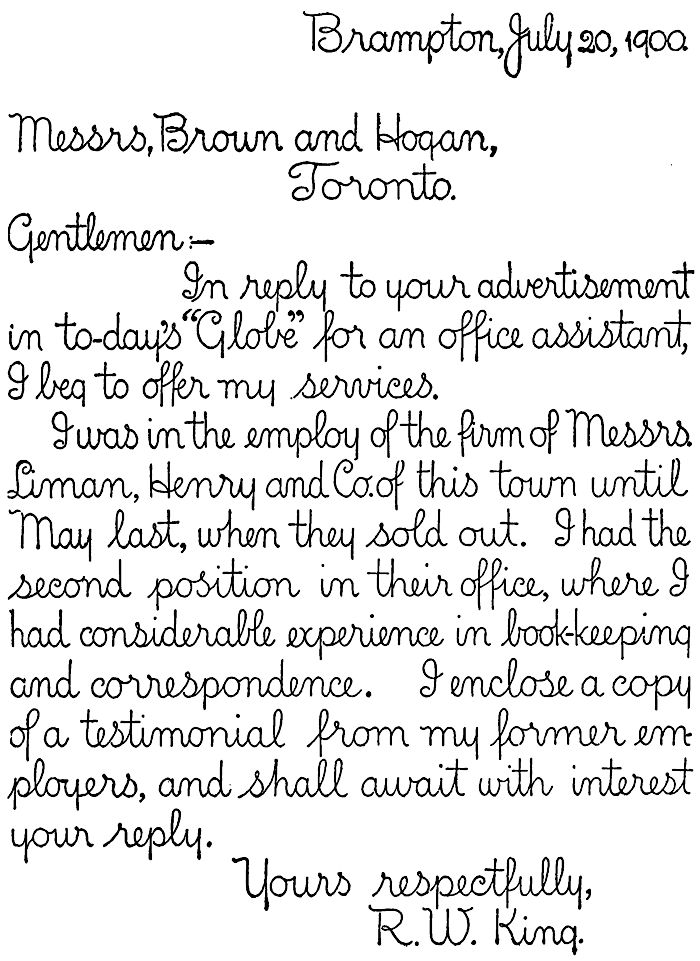 Brampton, July 20, 1900.
Messrs, Brown and Hogan,
Toronto.
Gentlemen:—
In reply to your advertisement
in to-day's "Globe" for an office assistant,
I beg to offer my services.
I was in the employ of the firm of Messrs.
Liman, Henry and Co. of this town until
May last, when they sold out. I had the
second position in their office, where I
had considerable experience in book-keeping
and correspondence. I enclose a copy
of a testimonial from my former em-
ployers, and shall await with interest
your reply.
Yours respectfully,
R. W. King.